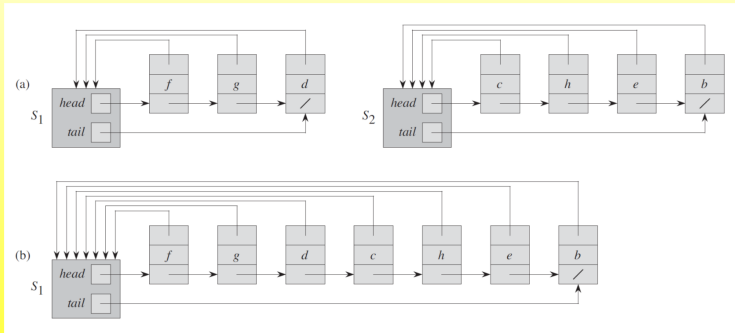 (a)
f g d
head
S1
tail
c h e b
head
S2
tail
(b)
f g d c h e b
head
S1
tail